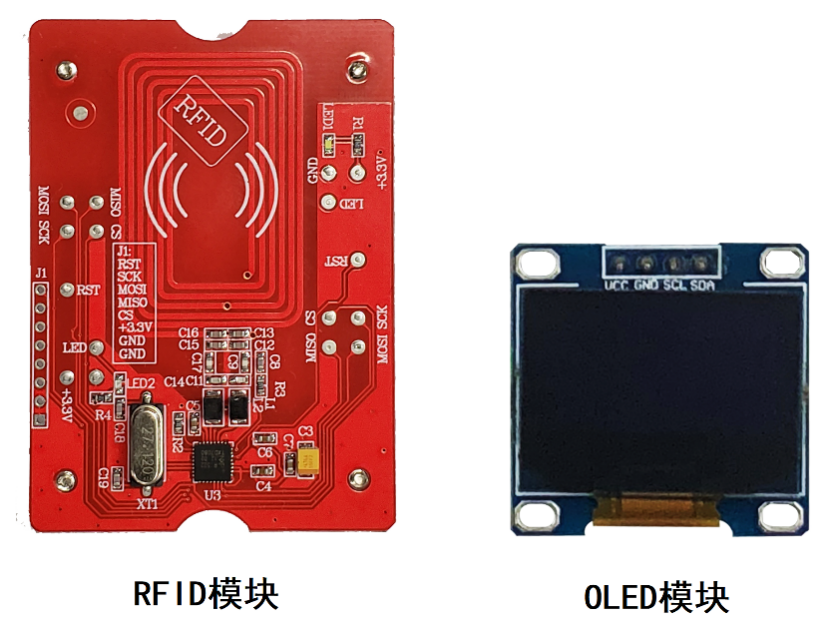 RFID
LED1
R1
GND
+3.3V
LED
MOSI
MISO
SCK
CS
RST
J1:
RST
SCK
MOSI
MISO
CS
+3.3V
GND
GND
J1
RST
LED
+3.3V
CS
SCK
MISO
MOSI
C16
C13
C15
C12
C17
C9
C8
C14
C11
R3
LED2
L2
L1
R4
C18
R2
C5
C6
C7
C4
C19
XT1
U3
VCC GND SCL SDA
RFID模块
OLED模块